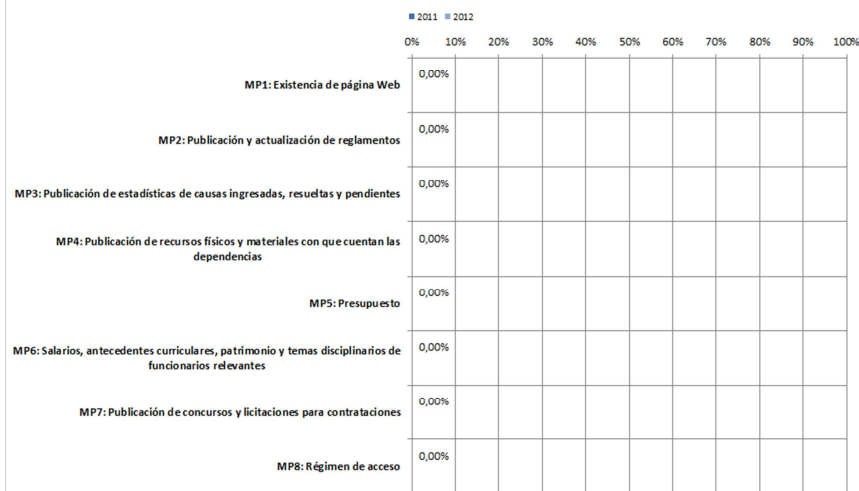 2011 2012
0% 10% 20% 30% 40% 50% 60% 70% 80% 90% 100%
0,00%
MP1: Existencia de página Web
0,00%
MP2: Publicación y actualización de reglamentos
0,00%
MP3: Publicación de estadísticas de causas ingresadas, resueltas y pendientes
0,00%
MP4: Publicación de recursos físicos y materiales con que cuentan las
dependencias
0,00%
MP5: Presupuesto
0,00%
MP6: Salarios, antecedentes curriculares, patrimonio y temas disciplinarios de
funcionarios relevantes
0,00%
MP7: Publicación de concursos y licitaciones para contrataciones
0,00%
MP8: Régimen de acceso